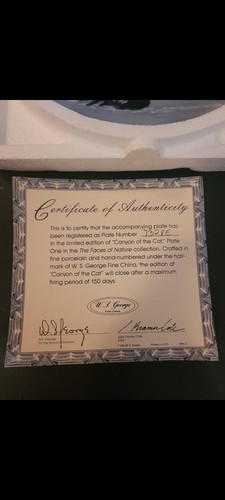 Certificate of Authenticity
This is to certify that the accompanying plate has
been registered as Plate Number
in the limited edition of "Canyon of the Cat," Plate
One in the The Faces of Nature collection. Crafted in
fine porcelain and hand-numbered under the hall-
mark of W. S. George Fine China, the edition of
"Canyon of the Cat" will close after a maximum
firing period of 150 days
W. S. George
W. S. George